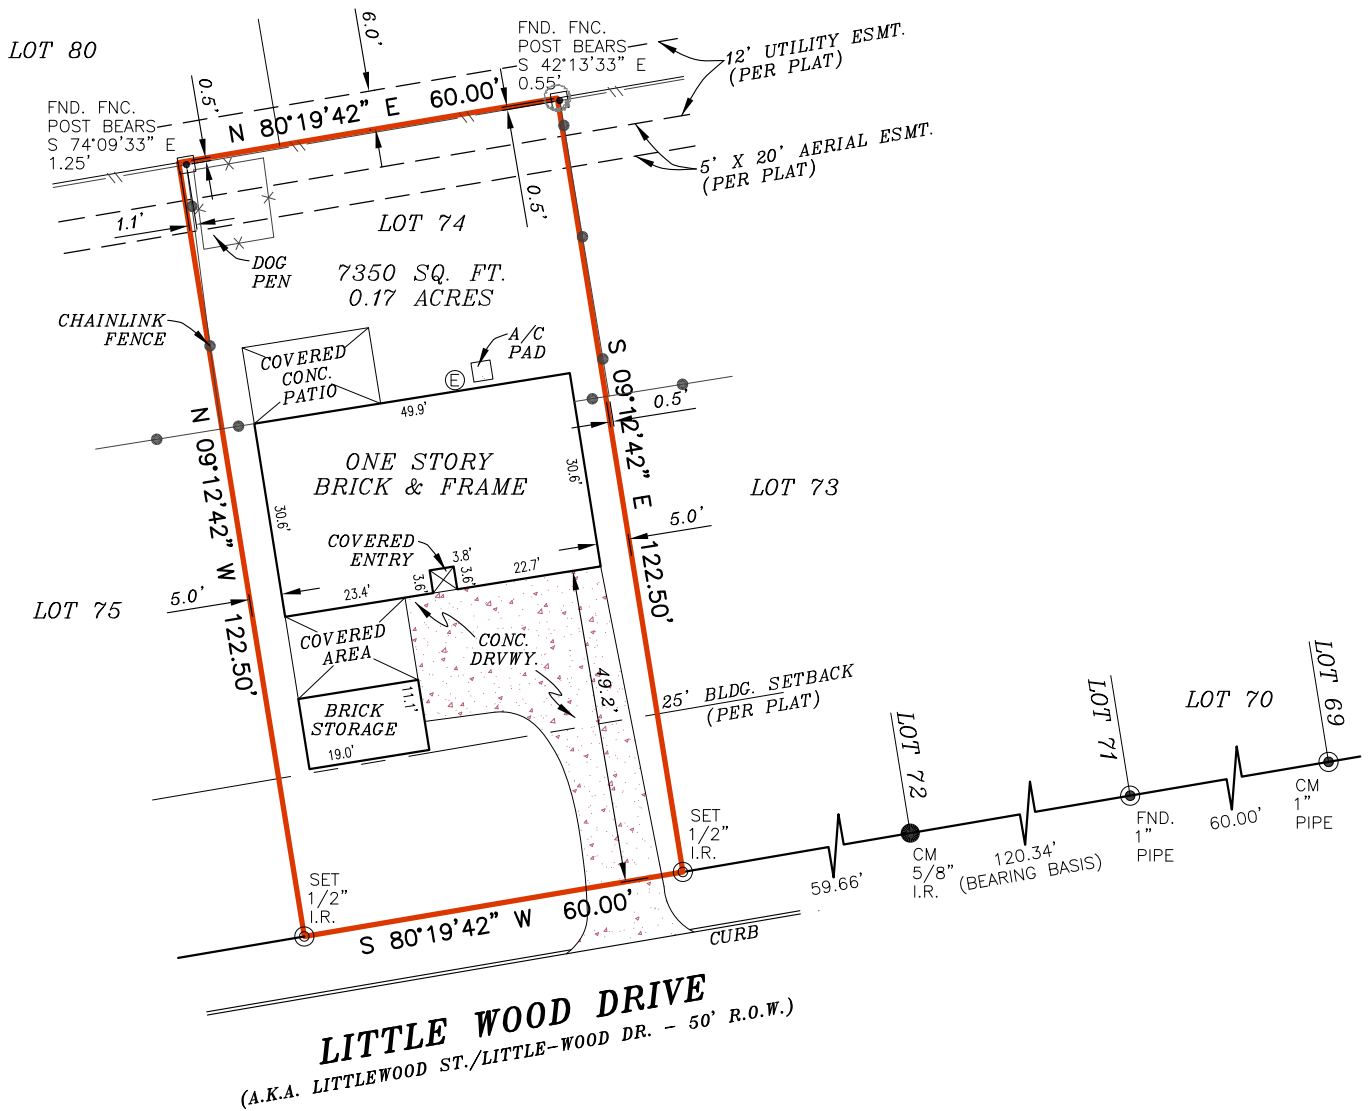 LOT 80
6.0'
FND. FNC.
POST BEARS
S 42°13'33" E
0.55'
12' UTILITY ESMT.
(PER PLAT)
0.5'
FND. FNC.
POST BEARS
S 74°09'33" E
1.25'
N 80°19'42" E 60.00'
5' X 20' AERIAL ESMT.
(PER PLAT)
0.5'
1.1'
LOT 74
DOG
PEN
7350 SQ. FT.
0.17 ACRES
CHAINLINK
FENCE
COVERED
CONC.
PATIO
A/C
PAD
E
49.9'
0.5'
N 09°12'42" W 122.50'
S 09°12'42" E 122.50'
ONE STORY
BRICK & FRAME
30.6'
30.6'
LOT 73
5.0'
COVERED
ENTRY
3.8'
3.6'
3.6'
22.7'
23.4'
LOT 75
5.0'
COVERED
AREA
CONC.
DRVWY.
49.2'
11.1'
BRICK
STORAGE
19.0'
25' BLDG. SETBACK
(PER PLAT)
LOT 72
LOT 71
LOT 70
LOT 69
SET
1/2"
I.R.
SET
1/2"
I.R.
S 80°19'42" W 60.00'
59.66'
CM
5/8"
I.R.
120.34'
(BEARING BASIS)
FND.
1"
PIPE
60.00'
CM
1"
PIPE
CURB
LITTLE WOOD DRIVE
(A.K.A. LITTLEWOOD ST./LITTLE-WOOD DR. - 50' R.O.W.)